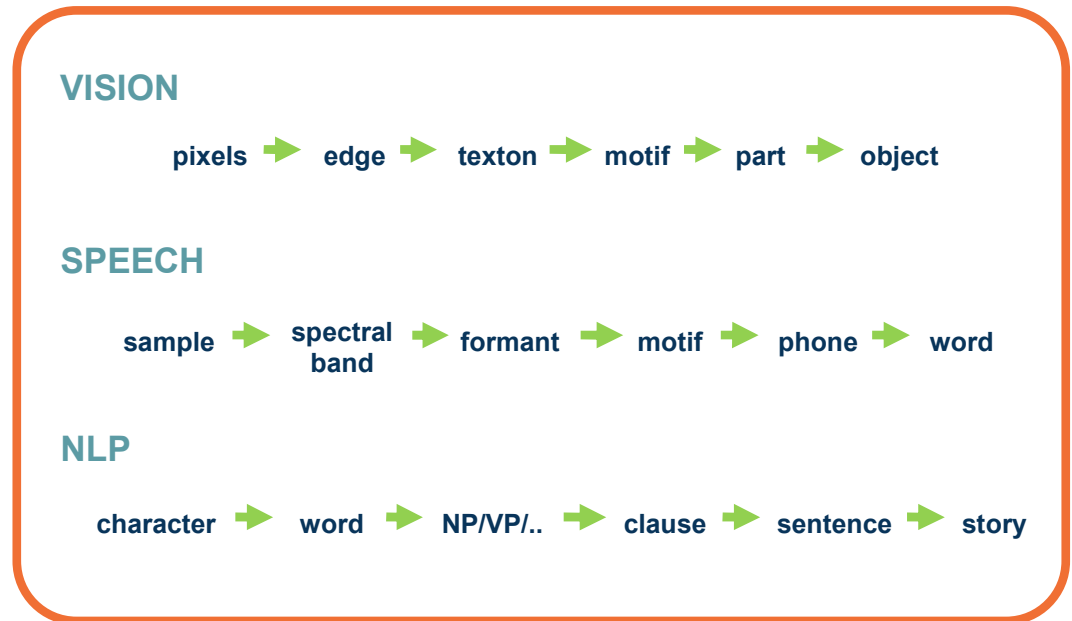 VISION
pixels edge texton motif part object
SPEECH
sample spectral band formant motif phone word
NLP
character word NP/VP/.. clause sentence story